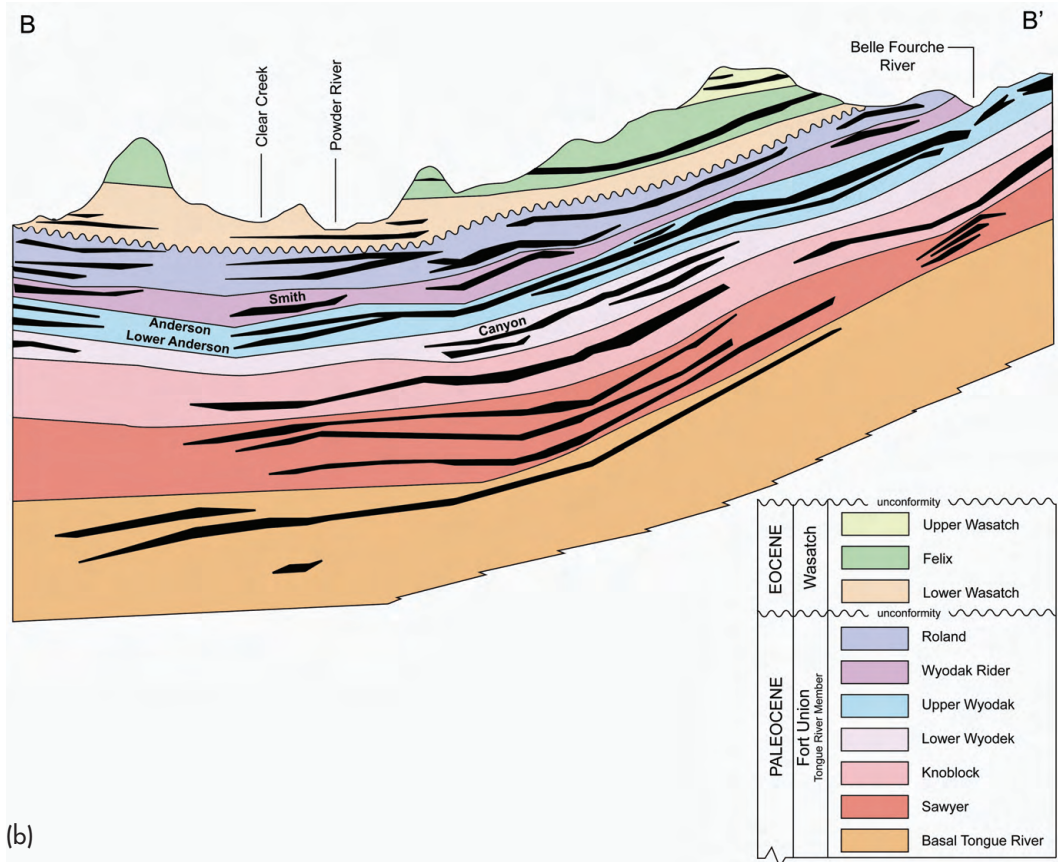 B
B'
Clear Creek
Powder River
Belle Fourche
River
Smith
Anderson
Lower Anderson
Canyon
unconformity
EOCENE
Wasatch
Upper Wasatch
Felix
Lower Wasatch
unconformity
PALEOCENE
Fort Union
Tongue River Member
Roland
Wyodak Rider
Upper Wyodak
Lower Wyodek
Knoblock
Sawyer
Basal Tongue River
(b)